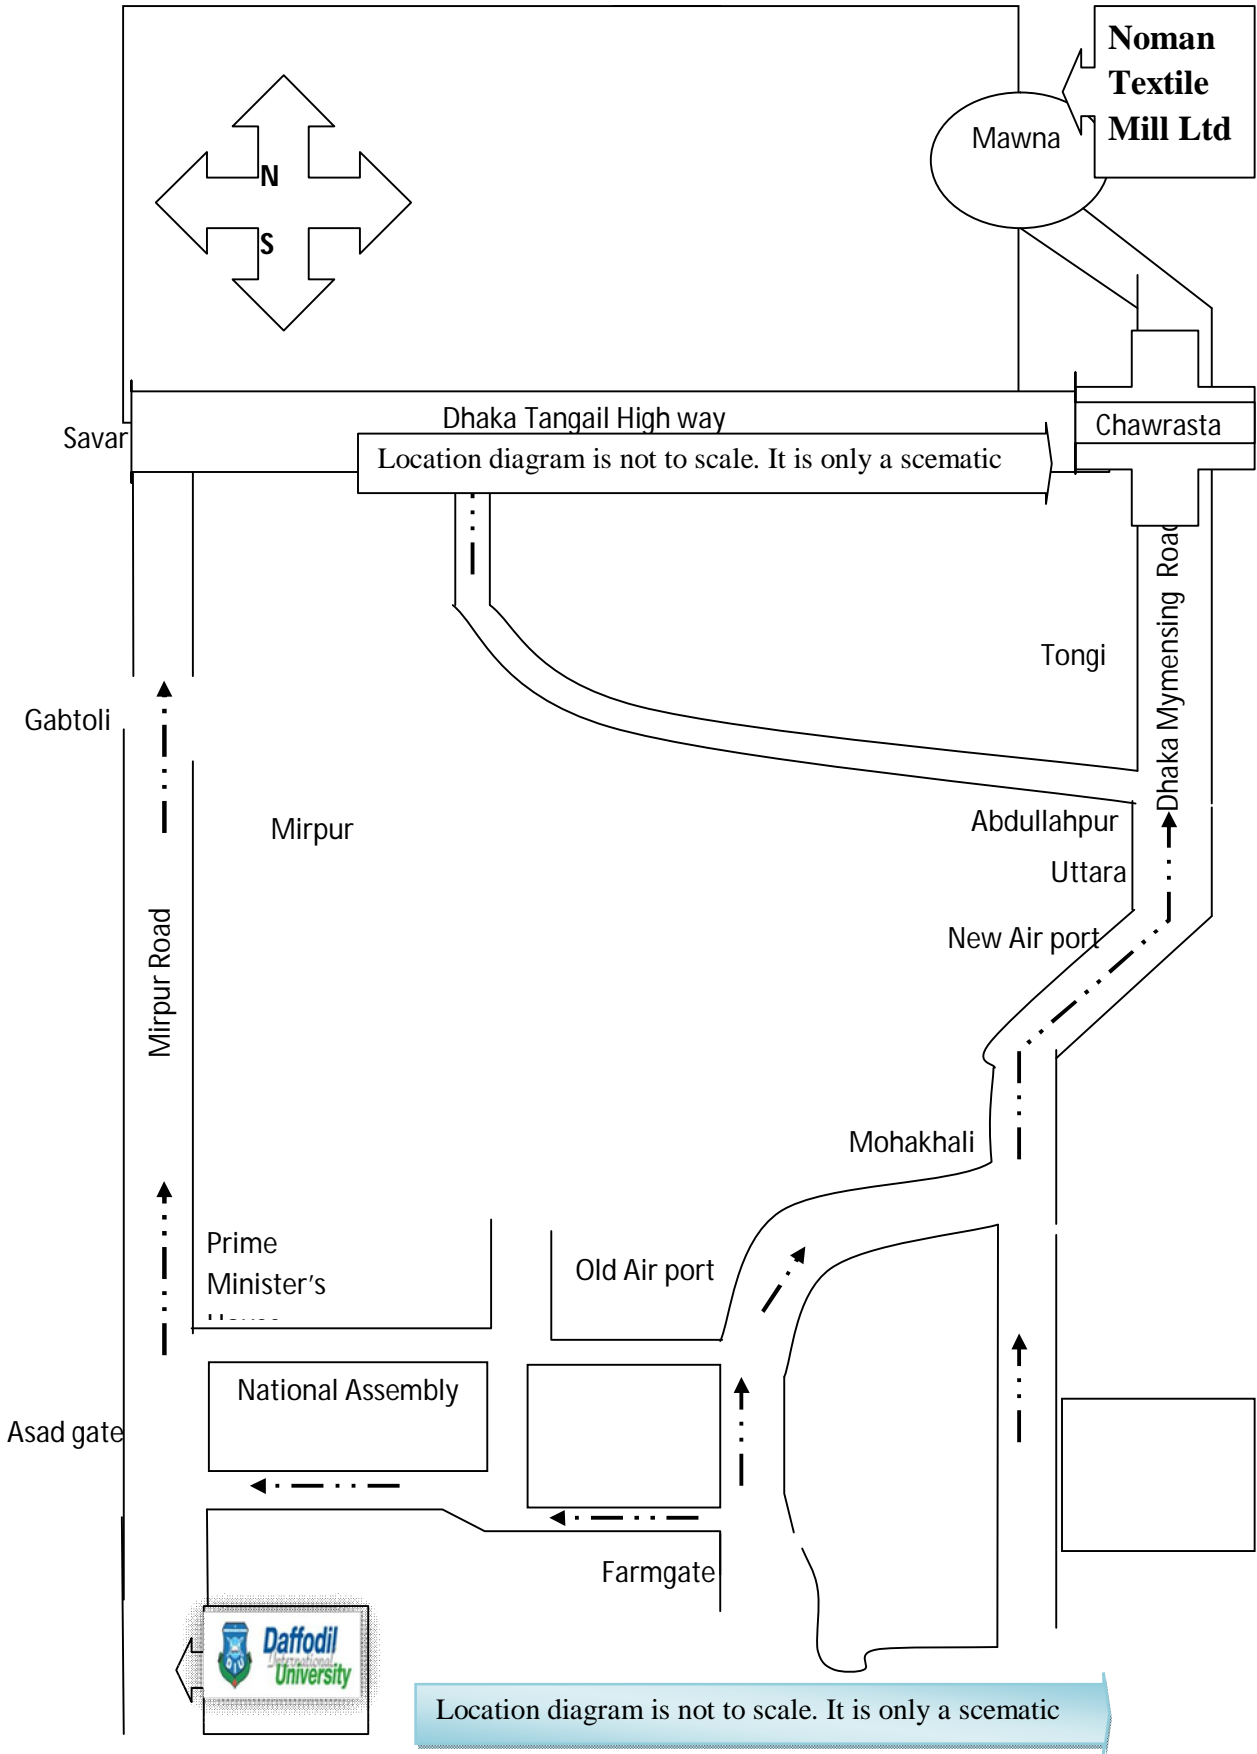 Noman
Textile
Mill Ltd
Mawna
N
S
Dhaka Tangail High way
Chawrasta
Savar
Location diagram is not to scale. It is only a scematic
Dhaka Mymensing Road
Tongi
Gabtoli
Mirpur
Abdullahpur
Uttara
New Air port
Mirpur Road
Mohakhali
Prime
Minister's
House
Old Air port
National Assembly
Asad gate
Farmgate
Daffodil
International
University
Location diagram is not to scale. It is only a scematic